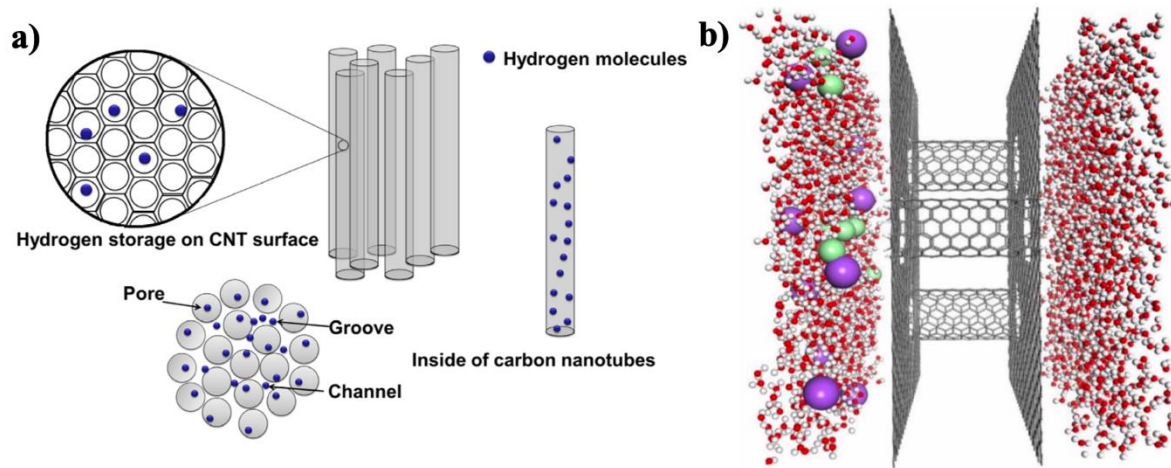 a)
Hydrogen molecules
Hydrogen storage on CNT surface
Pore
Groove
Channel
Inside of carbon nanotubes
b)